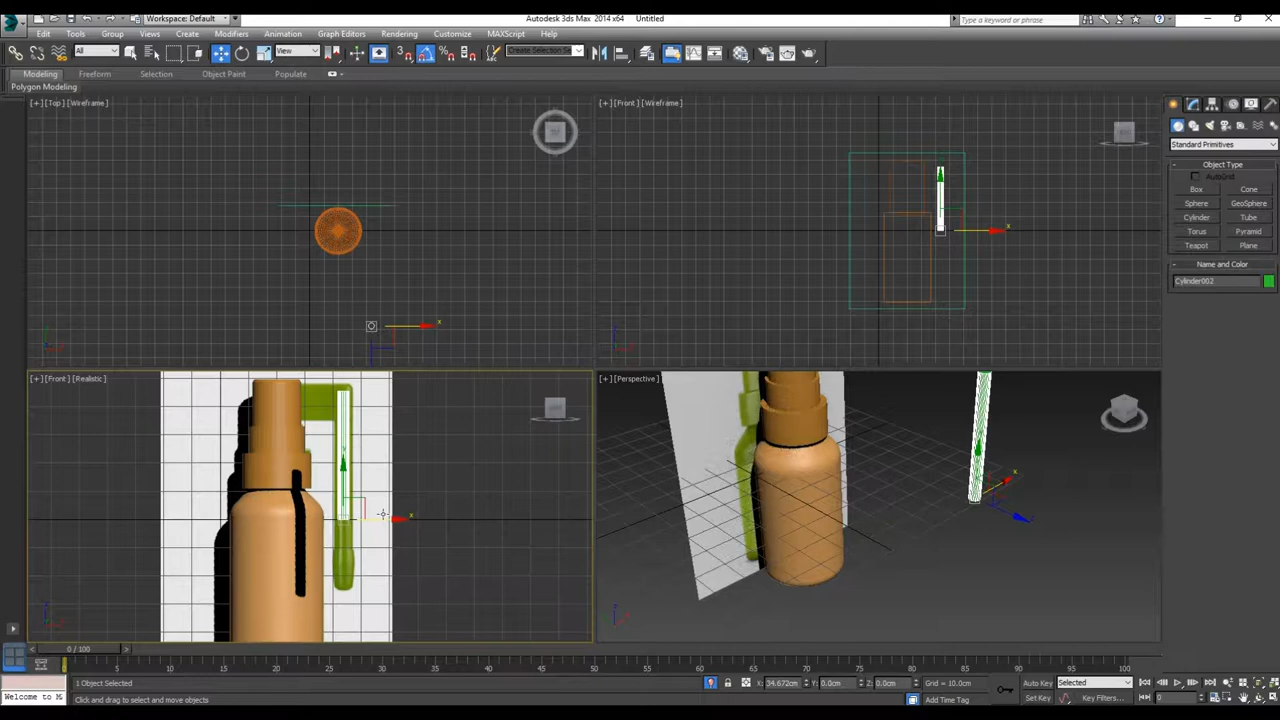 Workspace: Default
Autodesk 3ds Max 2014 x64 Untitled
Type a keyword or phrase
Edit Tools Group Views Create Modifiers Animation Graph Editors Rendering Customize MAXScript Help
All View Create Selection Se
Modeling Freeform Selection Object Paint Populate
Polygon Modeling
[+] [Top] [Wireframe]
[+] [Front] [Wireframe]
Standard Primitives
Object Type
AutoGrid
Box Cone
Sphere GeoSphere
Cylinder Tube
Torus Pyramid
Teapot Plane
Name and Color
Cylinder002
x
x
[+] [Front] [Realistic]
[+] [Perspective]
x
x
0 / 100
0 5 10 15 20 25 30 35 40 45 50 55 60 65 70 75 80 85 90 95 100
1 Object Selected
X: 34.672cm Y: 0.0cm Z: 0.0cm Grid = 10.0cm
Auto Key Selected
Welcome to M
Click and drag to select and move objects
Add Time Tag
Set Key Key Filters... 0